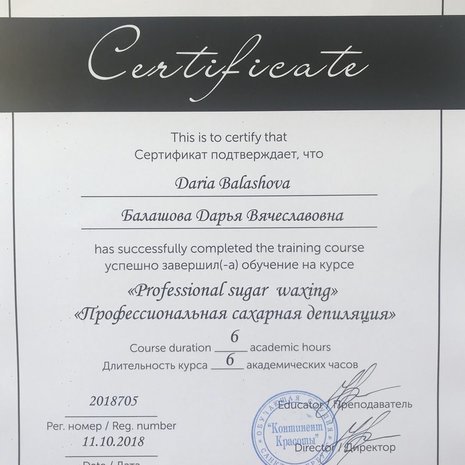 Certificate
This is to certify that
Сертификат подтверждает, что
Daria Balashova
Балашова Дарья Вячеславовна
has successfully completed the training course
успешно завершил(-а) обучение на курсе
«Professional sugar waxing»
«Профессиональная сахарная депиляция»
6
Course duration academic hours
6
Длительность курса академических часов
2018705
Educator / Преподаватель
Рег. номер / Reg. number
"Континент
Красоты"
11.10.2018
Director / Директор
Date / Дата